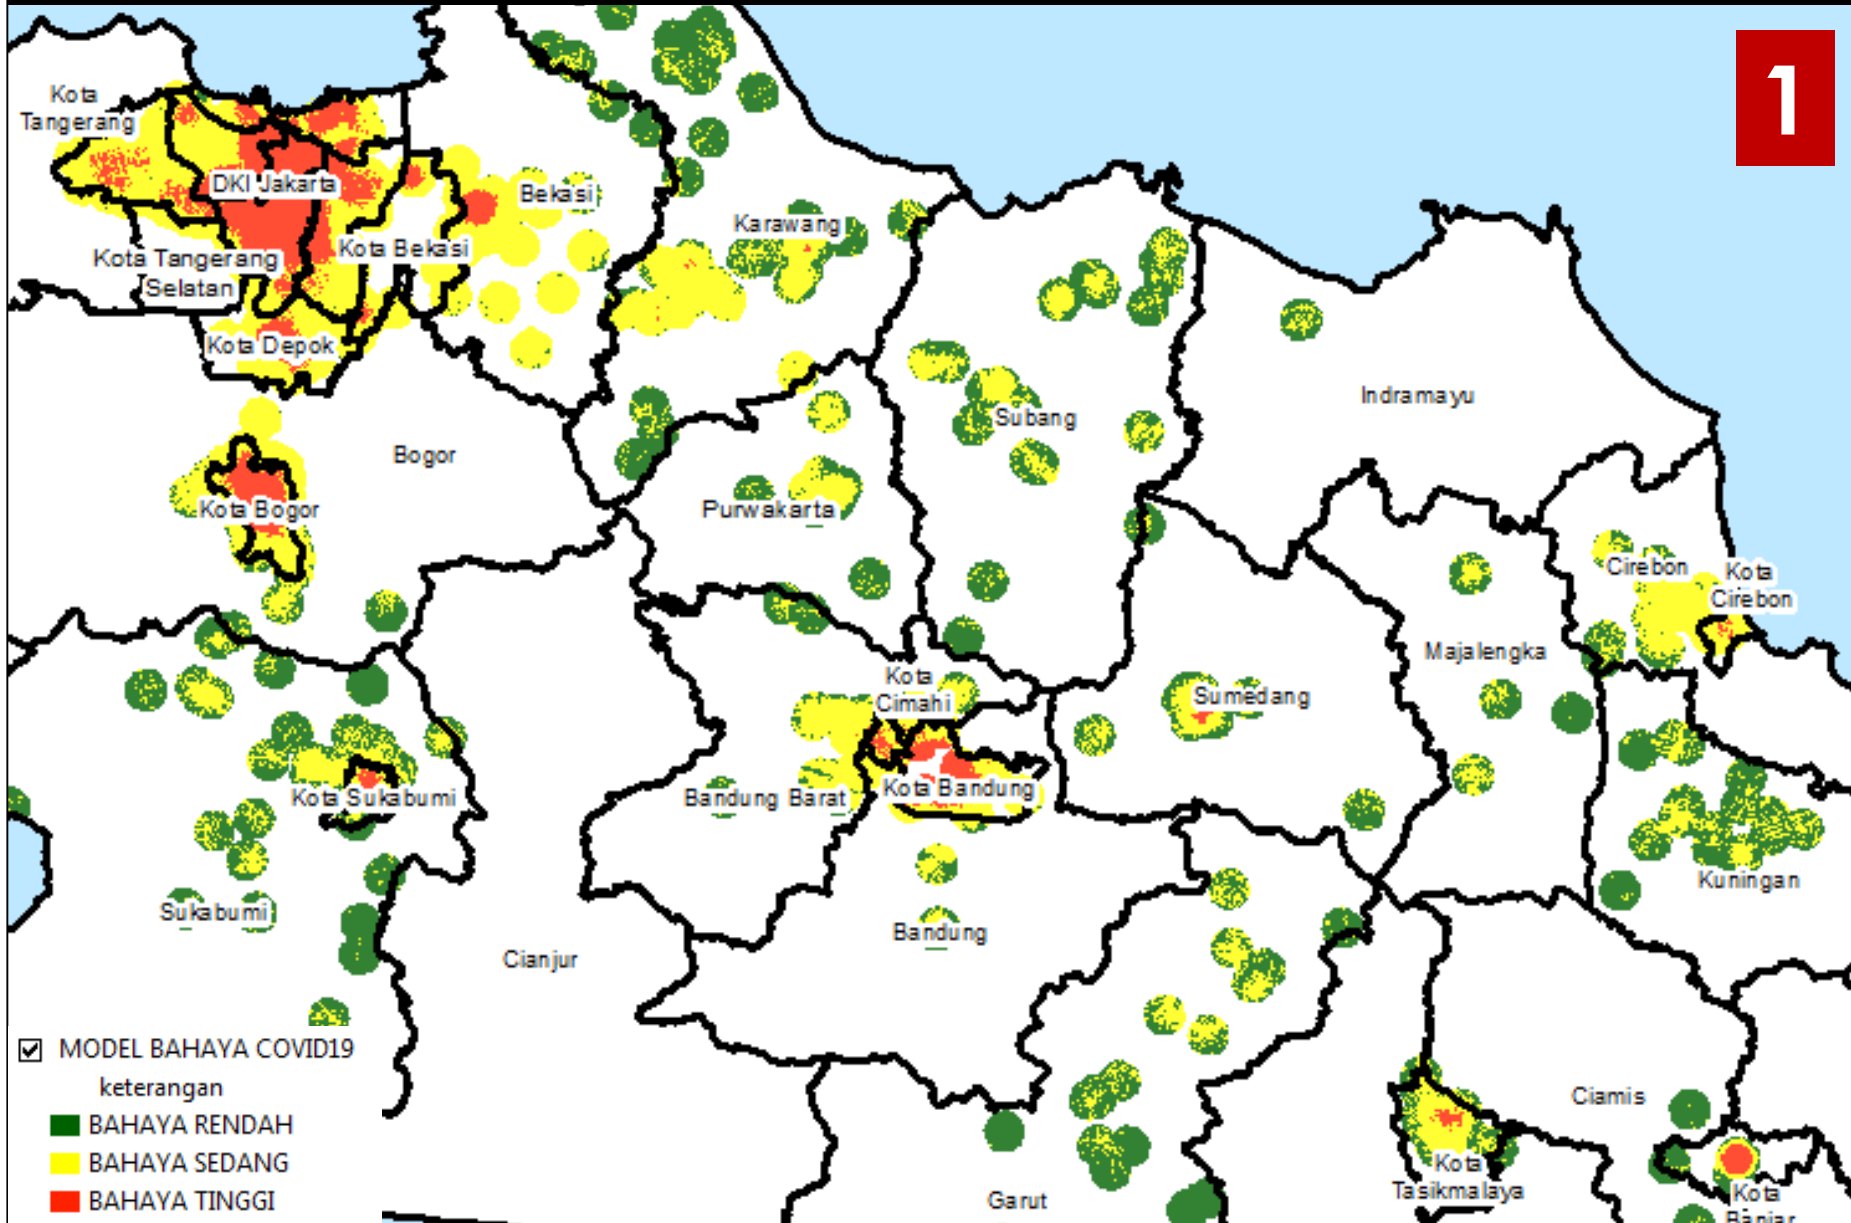 1
Kota
Tangerang
DKI Jakarta
Bekasi
Karawang
Kota Bekasi
Kota Tangerang
Selatan
Kota Depok
Indramayu
Subang
Bogor
Kota Bogor
Purwakarta
Cirebon
Kota
Cirebon
Majalengka
Kota
Cimahi
Sumedang
Kota Sukabumi
Bandung Barat
Kota Bandung
Kuningan
Sukabumi
Bandung
Cianjur
Ciamis
Kota
Tasikmalaya
Garut
Kota
Banjar
MODEL BAHAYA COVID19
keterangan
BAHAYA RENDAH
BAHAYA SEDANG
BAHAYA TINGGI